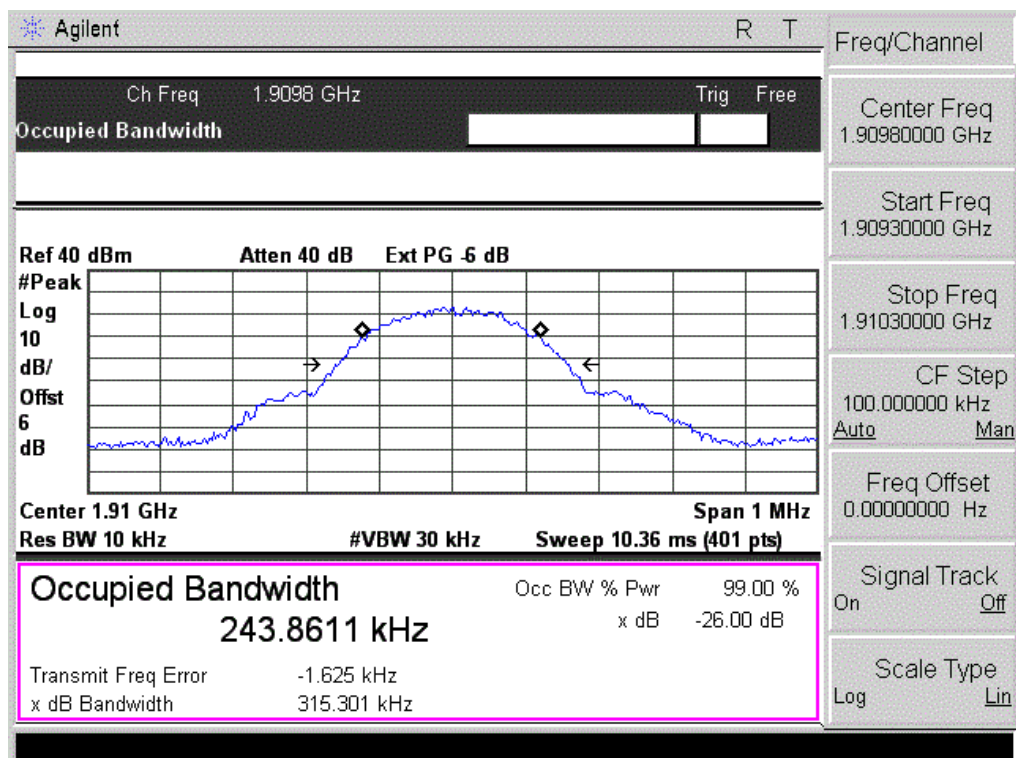 Agilent R T
Ch Freq 1.9098 GHz Trig Free
Occupied Bandwidth
Ref 40 dBm Atten 40 dB Ext PG -6 dB
#Peak
Log
10
dB/
Offst
6
dB
Center 1.91 GHz Span 1 MHz
Res BW 10 kHz #VBW 30 kHz Sweep 10.36 ms (401 pts)
Occupied Bandwidth Occ BW % Pwr 99.00 %
243.8611 kHz x dB -26.00 dB
Transmit Freq Error -1.625 kHz
x dB Bandwidth 315.301 kHz
Freq/Channel
Center Freq
1.90980000 GHz
Start Freq
1.90930000 GHz
Stop Freq
1.91030000 GHz
CF Step
100.000000 kHz
Auto Man
Freq Offset
0.00000000 Hz
Signal Track
On Off
Scale Type
Log Lin